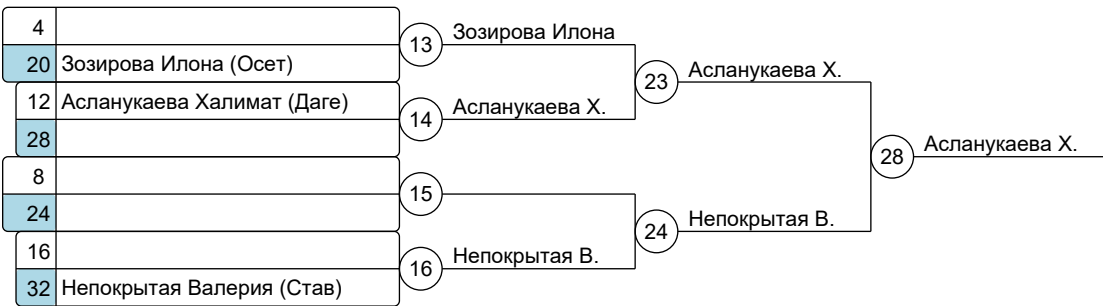 4
13 Зозирова Илона
20 Зозирова Илона (Осет)
23 Асланукаева Х.
12 Асланукаева Халимат (Даге)
14 Асланукаева Х.
28
28 Асланукаева Х.
8
15
24
24 Непокрытая В.
16
16 Непокрытая В.
32 Непокрытая Валерия (Став)